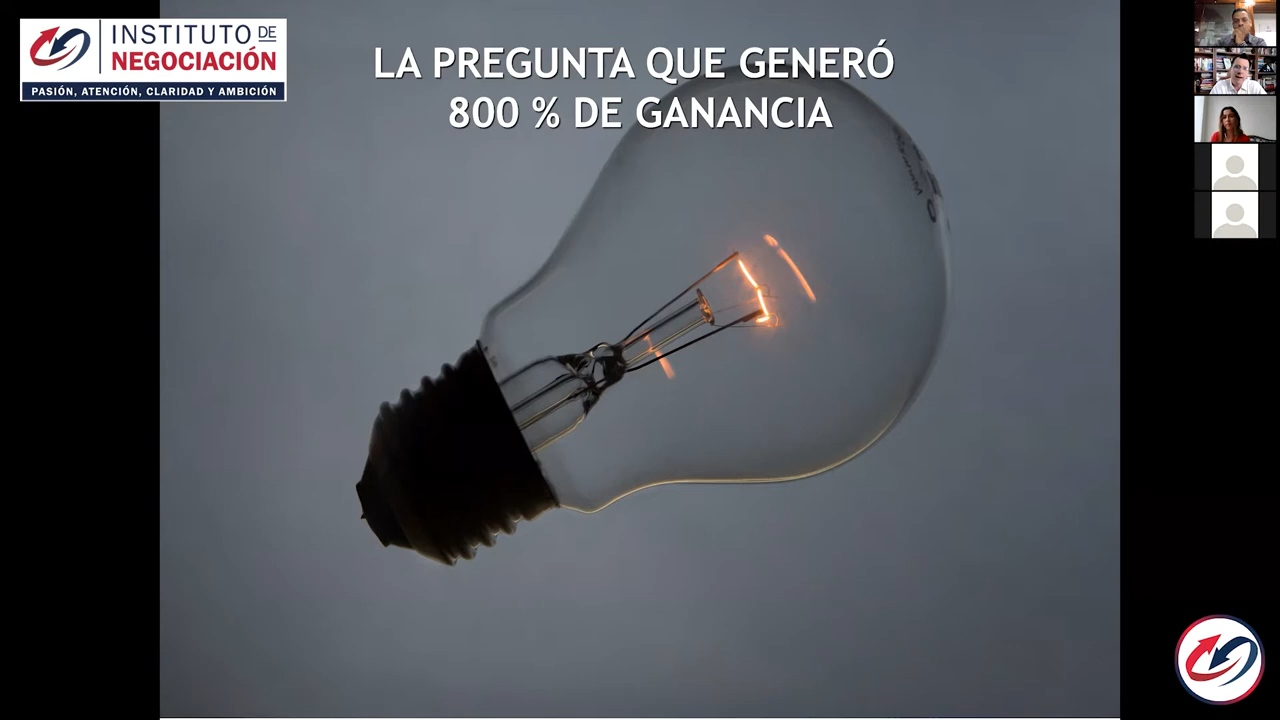 INSTITUTO DE
NEGOCIACIÓN
PASIÓN, ATENCIÓN, CLARIDAD Y AMBICIÓN
LA PREGUNTA QUE GENERÓ
800 % DE GANANCIA